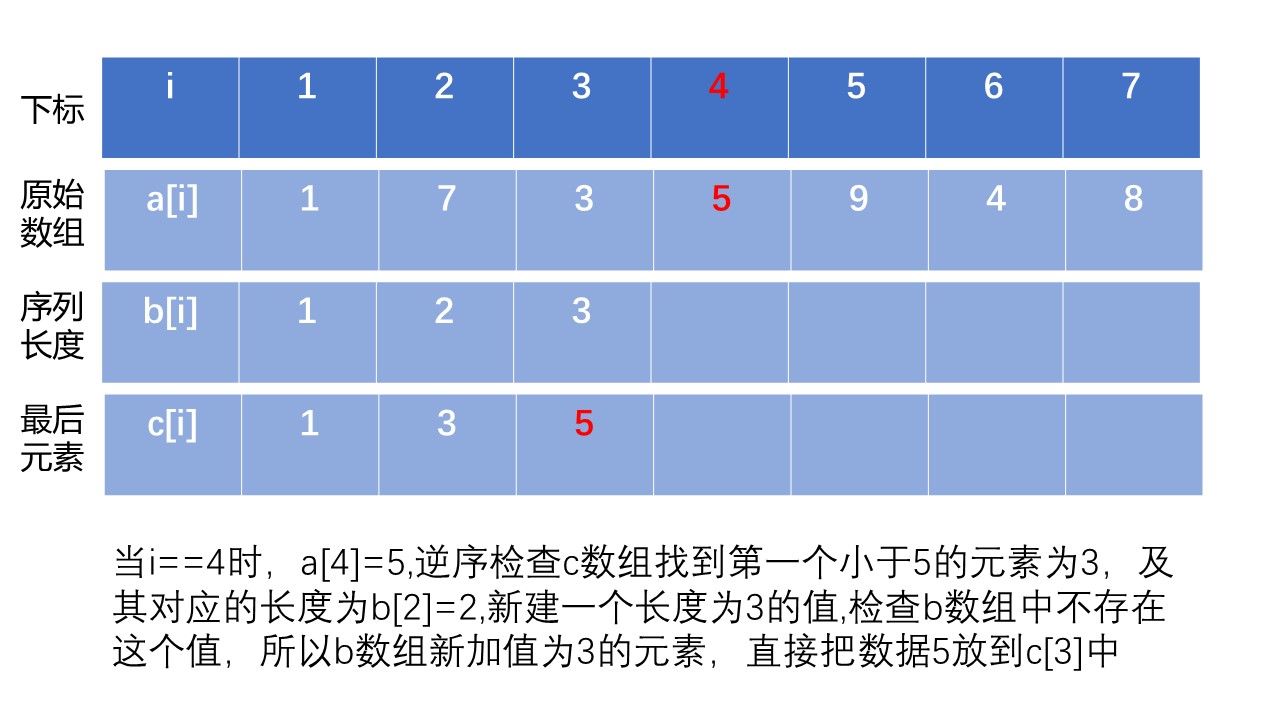 下标 i 1 2 3 4 5 6 7
原始
数组 a[i] 1 7 3 5 9 4 8
序列
长度 b[i] 1 2 3
最后
元素 c[i] 1 3 5
当i==4时，a[4]=5,逆序检查c数组找到第一个小于5的元素为3，及
其对应的长度为b[2]=2,新建一个长度为3的值,检查b数组中不存在
这个值，所以b数组新加值为3的元素，直接把数据5放到c[3]中